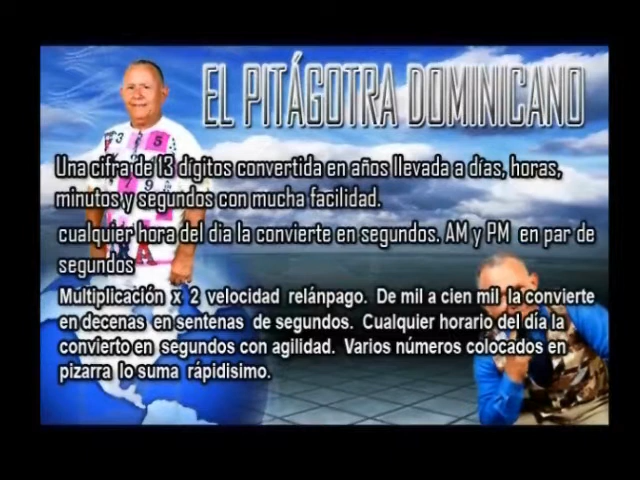 EL PITÁGOTRA DOMINICANO
Una cifra de 13 dígitos convertida en años llevada a días, horas,
minutos y segundos con mucha facilidad.
cualquier hora del dia la convierte en segundos. AM y PM en par de
segundos
Multiplicación x 2 velocidad relánpago. De mil a cien mil la convierte
en decenas en sentenas de segundos. Cualquier horario del día la
convierto en segundos con agilidad. Varios números colocados en
pizarra lo suma rápidisimo.